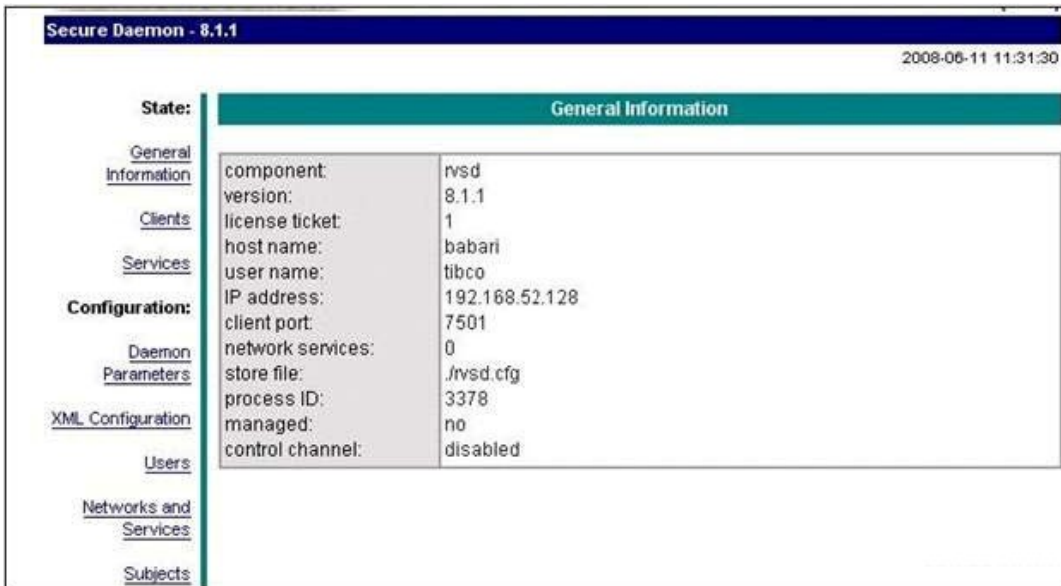 Secure Daemon - 8.1.1
2008-06-11 11:31:30
State:
General
Information
Clients
Services
Configuration:
Daemon
Parameters
XML Configuration
Users
Networks and
Services
Subjects
General Information
component: rvsd
version: 8.1.1
license ticket: 1
host name: babari
user name: tibco
IP address: 192.168.52.128
client port: 7501
network services: 0
store file: ./rvsd.cfg
process ID: 3378
managed: no
control channel: disabled